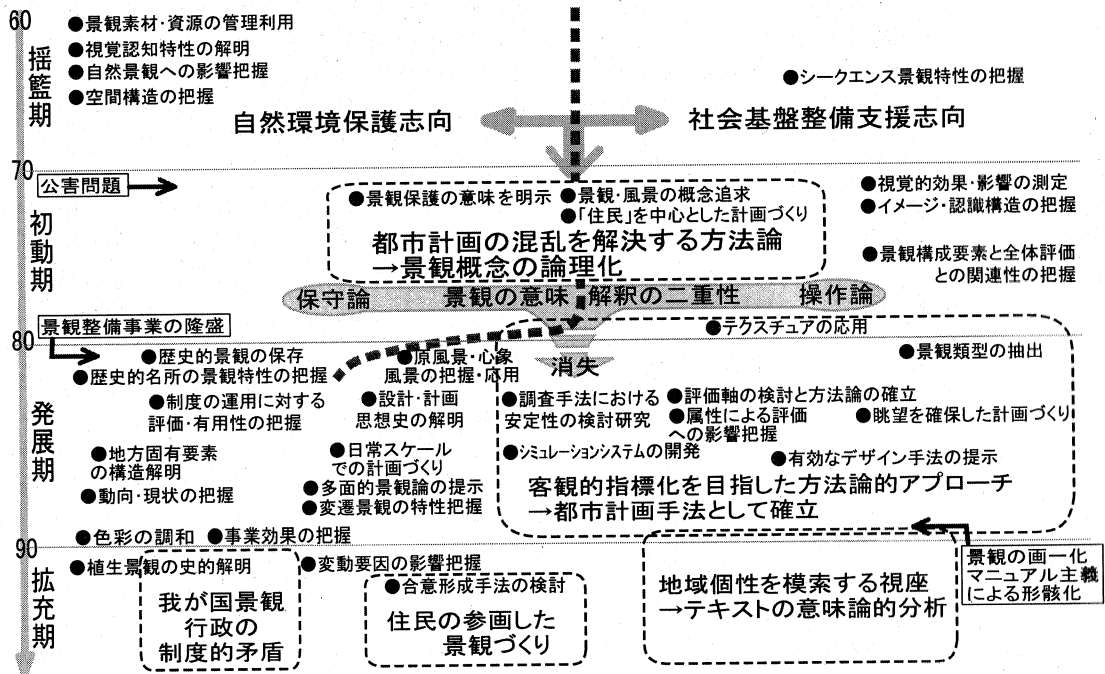 60
揺籃期
●景観素材・資源の管理利用
●視覚認知特性の解明
●自然景観への影響把握
●空間構造の把握
●シークエンス景観特性の把握
自然環境保護志向
社会基盤整備支援志向
70
初動期
公害問題
●景観保護の意味を明示
●景観・風景の概念追求
●「住民」を中心とした計画づくり
都市計画の混乱を解決する方法論
→景観概念の論理化
●視覚的効果・影響の測定
●イメージ・認識構造の把握
●景観構成要素と全体評価
との関連性の把握
保守論
景観の意味
解釈の二重性
操作論
景観整備事業の隆盛
80
発展期
消失
●歴史的景観の保存
●歴史的名所の景観特性の把握
●制度の運用に対する
評価・有用性の把握
●地方固有要素
の構造解明
●動向・現状の把握
●色彩の調和
●事業効果の把握
●原風景・心象
風景の把握・応用
●設計・計画
思想史の解明
●日常スケール
での計画づくり
●多面的景観論の提示
●変遷景観の特性把握
●テクスチュアの応用
●景観類型の抽出
●調査手法における
安定性の検討研究
●評価軸の検討と方法論の確立
●属性による評価
への影響把握
●眺望を確保した計画づくり
●シミュレーションシステムの開発
●有効なデザイン手法の提示
客観的指標化を目指した方法論的アプローチ
→都市計画手法として確立
90
拡充期
●植生景観の史的解明
●変動要因の影響把握
我が国景観
行政の
制度的矛盾
●合意形成手法の検討
住民の参画した
景観づくり
地域個性を模索する視座
→テキストの意味論的分析
景観の画一化
マニュアル主義
による形骸化